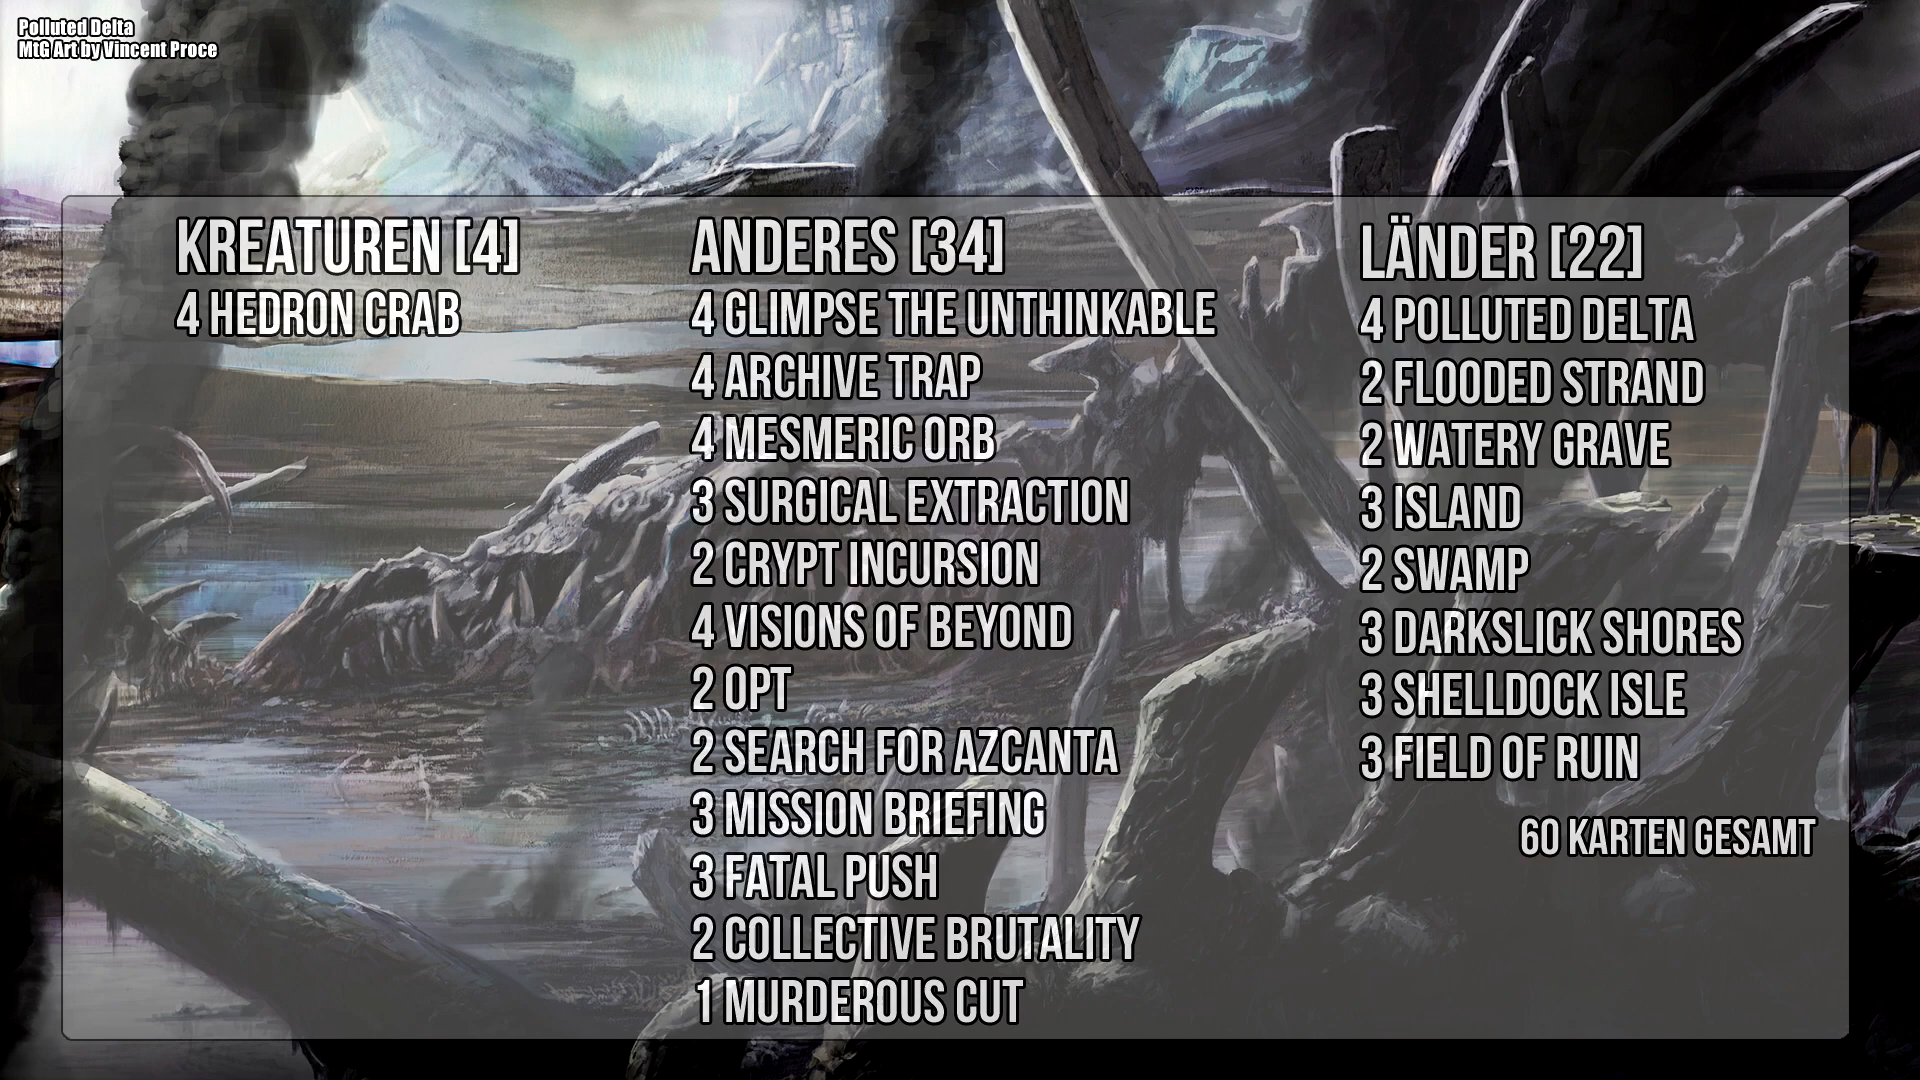 Polluted Delta
MtG Art by Vincent Proce
KREATUREN [4]
4 HEDRON CRAB
ANDERES [34]
4 GLIMPSE THE UNTHINKABLE
4 ARCHIVE TRAP
4 MESMERIC ORB
3 SURGICAL EXTRACTION
2 CRYPT INCURSION
4 VISIONS OF BEYOND
2 OPT
2 SEARCH FOR AZCANTA
3 MISSION BRIEFING
3 FATAL PUSH
2 COLLECTIVE BRUTALITY
1 MURDEROUS CUT
LÄNDER [22]
4 POLLUTED DELTA
2 FLOODED STRAND
2 WATERY GRAVE
3 ISLAND
2 SWAMP
3 DARKSLICK SHORES
3 SHELLDOCK ISLE
3 FIELD OF RUIN
60 KARTEN GESAMT